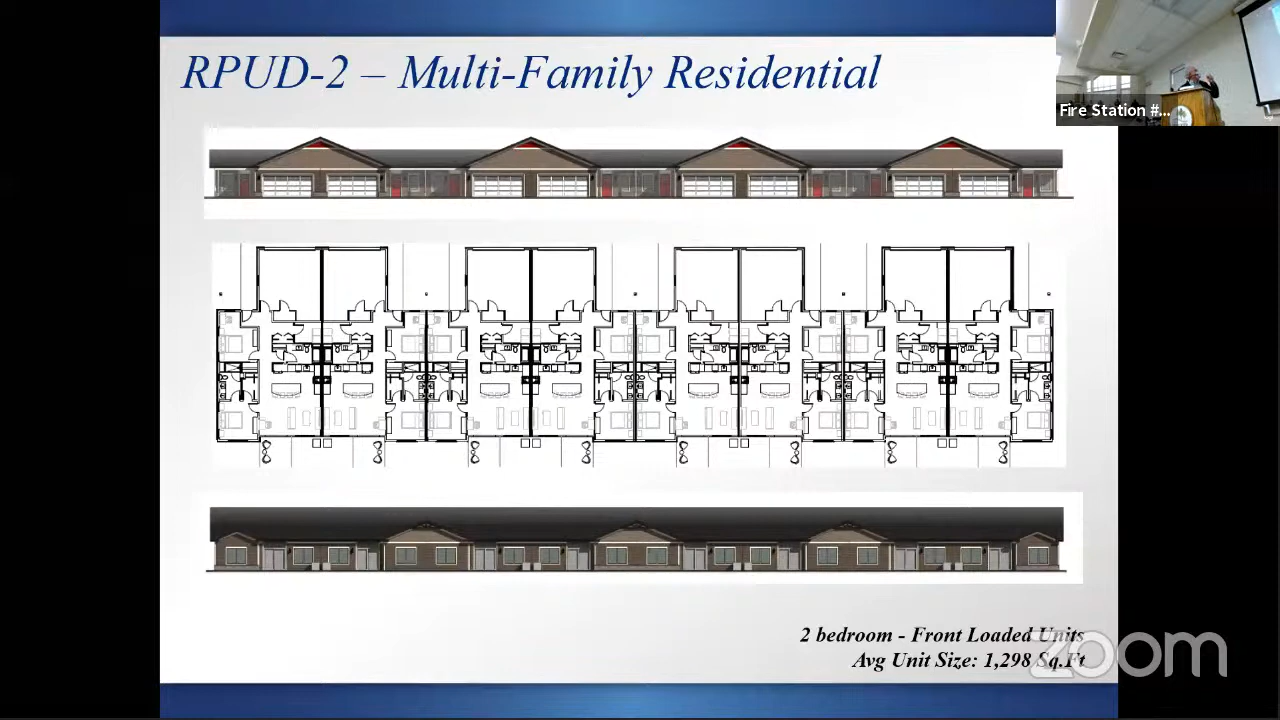 RPUD-2 – Multi-Family Residential
Fire Station #...
2 bedroom - Front Loaded Units
Avg Unit Size: 1,298 Sq.Ft
zoom